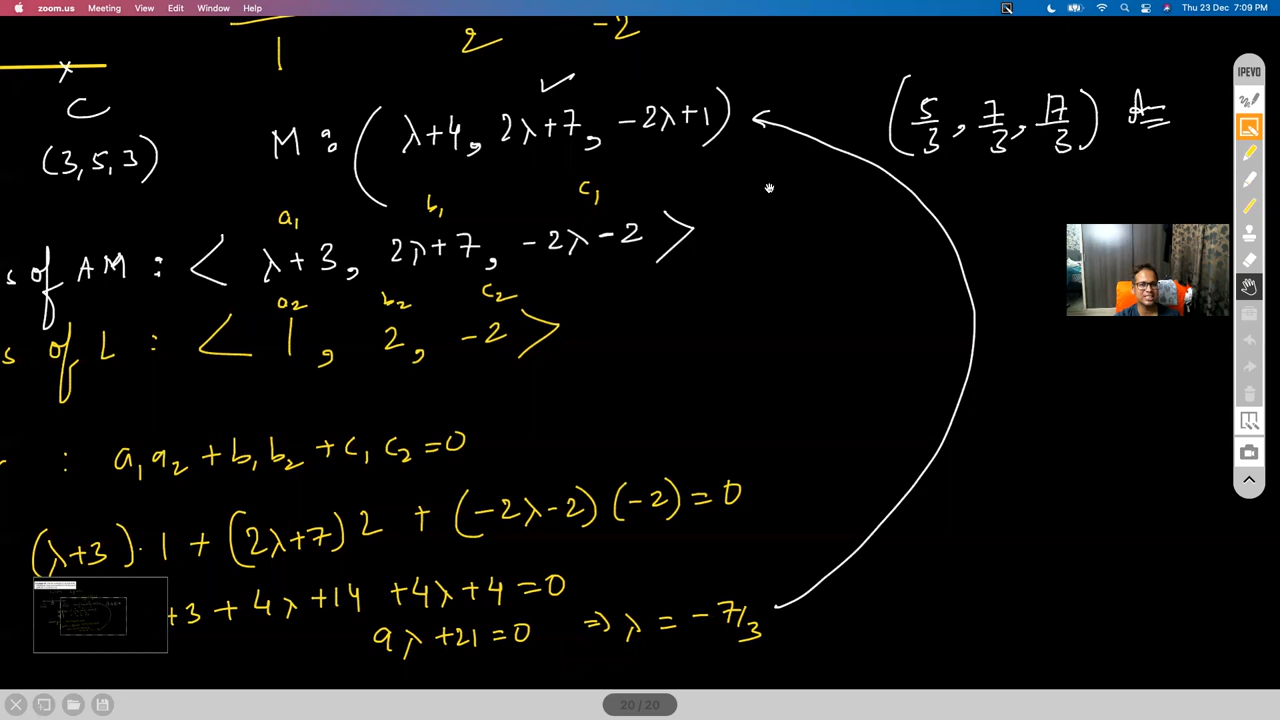 zoom.us Meeting View Edit Window Help Thu 23 Dec 7:09 PM
1 2 -2
C
(3, 5, 3)
M : (λ+4, 2λ+7, -2λ+1)
(5/3, 7/3, 17/3) Ans
IPEVO
a₁ b₁ c₁
s of AM : < λ+3, 2λ+7, -2λ-2 >
a₂ b₂ c₂
s of L : < 1, 2, -2 >
: a₁a₂ + b₁b₂ + c₁c₂ = 0
(λ+3)·1 + (2λ+7)2 + (-2λ-2)(-2) = 0
+3 + 4λ+14 +4λ+4 = 0
9λ+21 = 0 ⇒ λ = -7/3
20 / 20